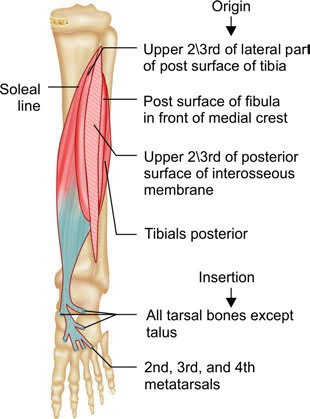 Origin
Upper 2\3rd of lateral part
of post surface of tibia
Soleal
line
Post surface of fibula
in front of medial crest
Upper 2\3rd of posterior
surface of interosseous
membrane
Tibials posterior
Insertion
All tarsal bones except
talus
2nd, 3rd, and 4th
metatarsals